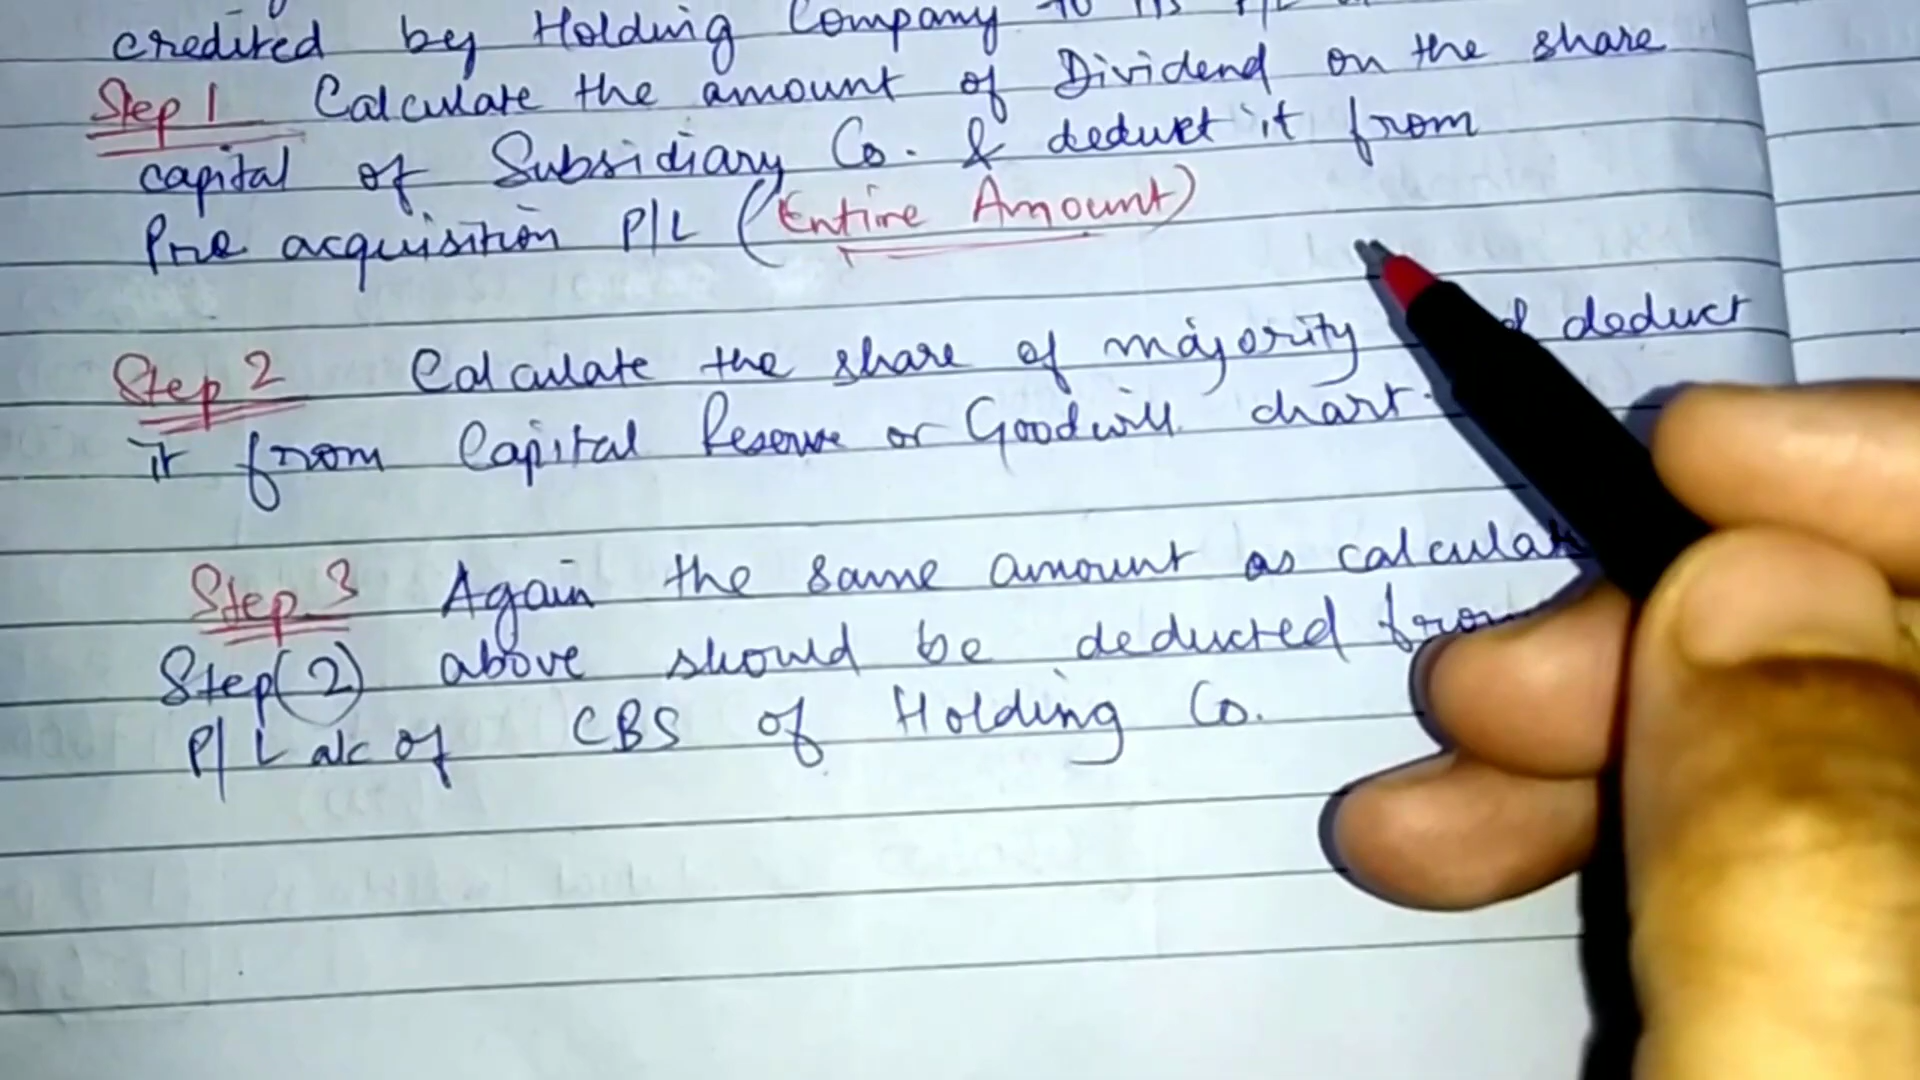 credited by Holding Company to its P/L
Step 1 Calculate the amount of Dividend on the share
capital of Subsidiary Co. & deduct it from
Pre acquisition P/L (Entire Amount)
Step 2 Calculate the share of majority deduct
it from Capital Reserve or Goodwill chart.
Step 3 Again the same amount as
Step (2) above should be deducted from
P/L a/c of CBS of Holding Co.